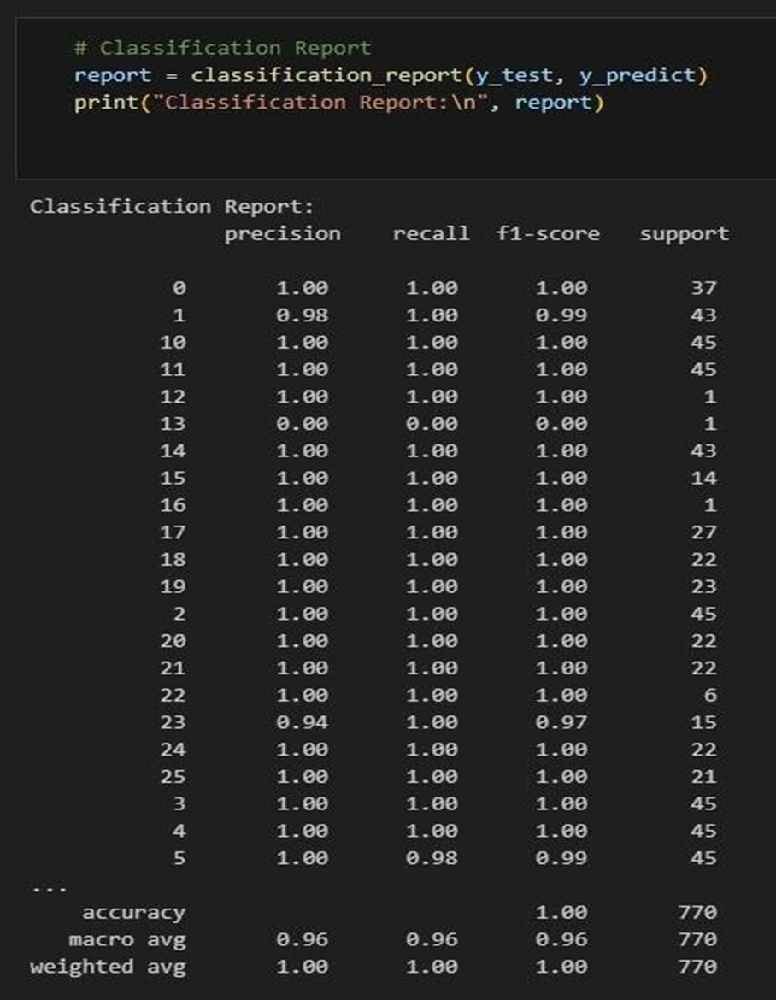 # Classification Report
report = classification_report(y_test, y_predict)
print("Classification Report:\n", report)
Classification Report:
precision recall f1-score support
0 1.00 1.00 1.00 37
1 0.98 1.00 0.99 43
10 1.00 1.00 1.00 45
11 1.00 1.00 1.00 45
12 1.00 1.00 1.00 1
13 0.00 0.00 0.00 1
14 1.00 1.00 1.00 43
15 1.00 1.00 1.00 14
16 1.00 1.00 1.00 1
17 1.00 1.00 1.00 27
18 1.00 1.00 1.00 22
19 1.00 1.00 1.00 23
2 1.00 1.00 1.00 45
20 1.00 1.00 1.00 22
21 1.00 1.00 1.00 22
22 1.00 1.00 1.00 6
23 0.94 1.00 0.97 15
24 1.00 1.00 1.00 22
25 1.00 1.00 1.00 21
3 1.00 1.00 1.00 45
4 1.00 1.00 1.00 45
5 1.00 0.98 0.99 45
...
accuracy 1.00 770
macro avg 0.96 0.96 0.96 770
weighted avg 1.00 1.00 1.00 770